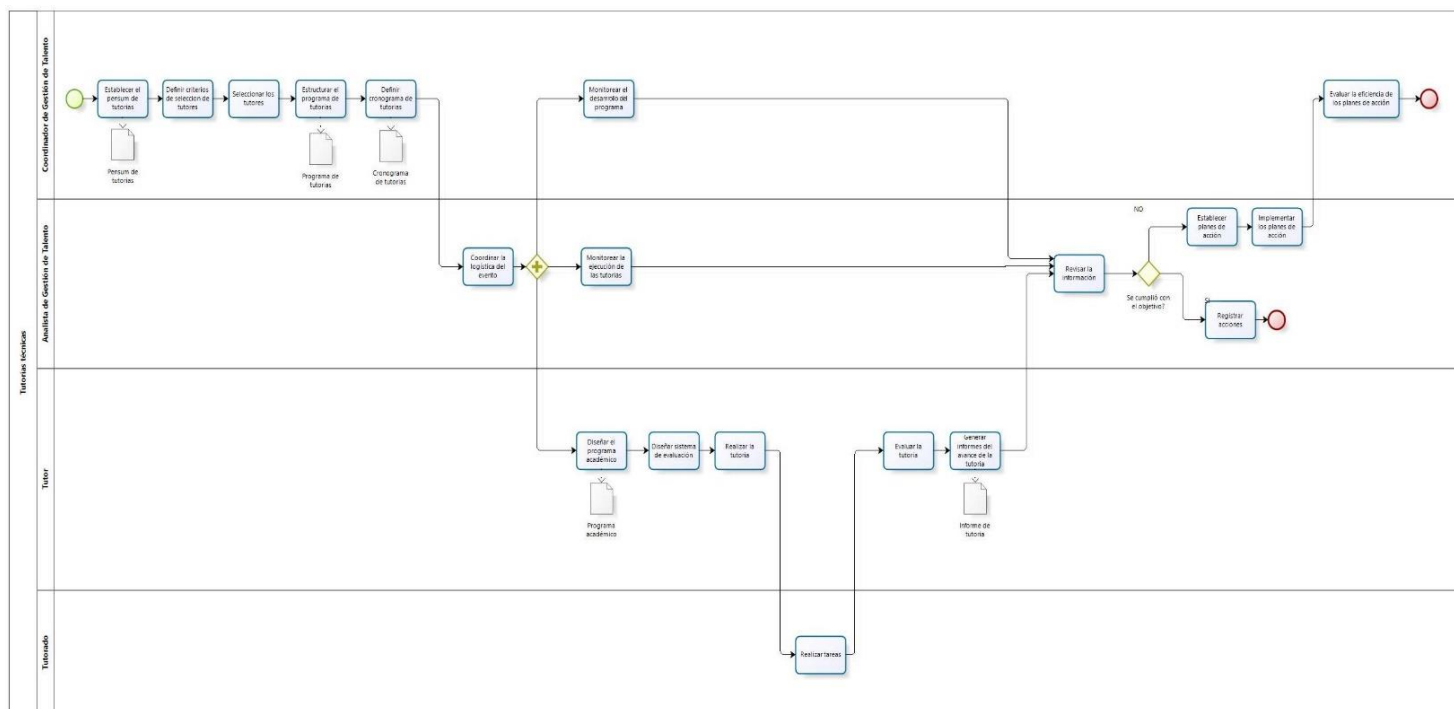 Tutorías técnicas
Coordinador de Gestión de Talento
Establecer el
pensum de
tutorías
Definir criterios
de selección de
tutores
Seleccionar los
tutores
Estructurar el
programa de
tutorías
Definir
cronograma de
tutorías
Pensum de
tutorías
Programa de
tutorías
Cronograma
de tutorías
Monitorear el
desarrollo del
programa
Evaluar la eficiencia de
los planes de acción
Analista de Gestión de Talento
Coordinar la
logística del
evento
Monitorear la
ejecución de
las tutorías
Revisar la
información
Se cumplió con
el objetivo?
NO
Establecer
planes de
acción
Implementar
los planes de
acción
SI
Registrar
acciones
Tutor
Diseñar el
programa
académico
Diseñar sistema
de evaluación
Realizar la
tutoría
Programa
académico
Evaluar la
tutoría
Generar
informes del
avance de la
tutoría
Informe de
tutoría
Tutorado
Realizar tareas